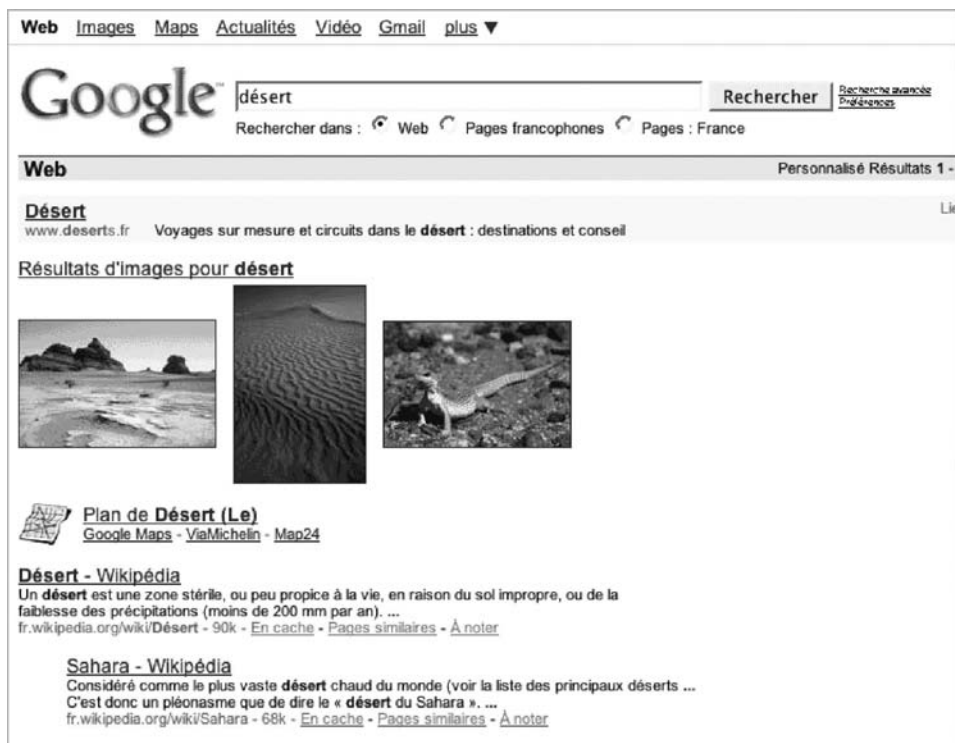 Web Images Maps Actualités Vidéo Gmail plus ▼
Google™
désert
Rechercher
Recherche avancée
Préférences
Rechercher dans : Web Pages francophones Pages : France
Web Personnalisé Résultats 1 -
Désert
Lie
www.deserts.fr Voyages sur mesure et circuits dans le désert : destinations et conseil
Résultats d'images pour désert
Plan de Désert (Le)
Google Maps - ViaMichelin - Map24
Désert - Wikipédia
Un désert est une zone stérile, ou peu propice à la vie, en raison du sol impropre, ou de la
faiblesse des précipitations (moins de 200 mm par an). ...
fr.wikipedia.org/wiki/Désert - 90k - En cache - Pages similaires - À noter
Sahara - Wikipédia
Considéré comme le plus vaste désert chaud du monde (voir la liste des principaux déserts ...
C'est donc un pléonasme que de dire le « désert du Sahara ». ...
fr.wikipedia.org/wiki/Sahara - 68k - En cache - Pages similaires - À noter